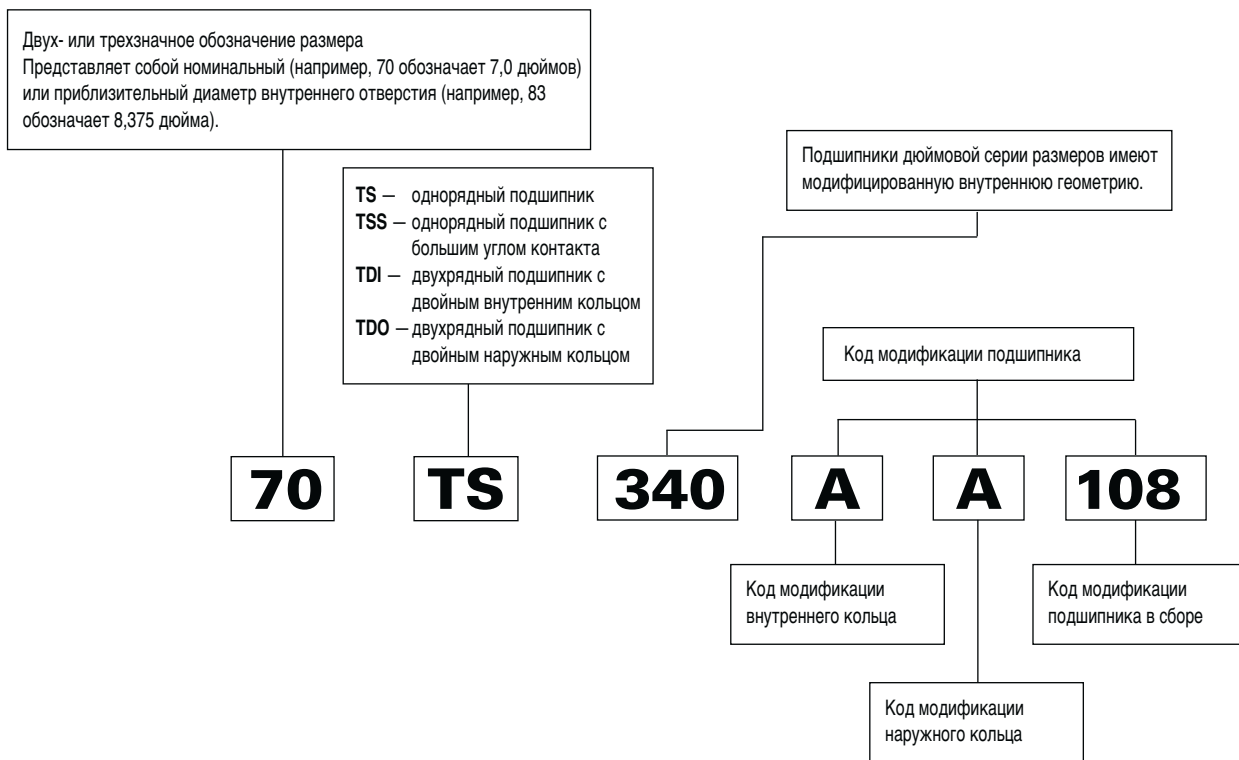 Двух- или трехзначное обозначение размера
Представляет собой номинальный (например, 70 обозначает 7,0 дюймов)
или приблизительный диаметр внутреннего отверстия (например, 83
обозначает 8,375 дюйма).
Подшипники дюймовой серии размеров имеют
модифицированную внутреннюю геометрию.
TS — однорядный подшипник
TSS — однорядный подшипник с
большим углом контакта
TDI — двухрядный подшипник с
двойным внутренним кольцом
TDO — двухрядный подшипник с
двойным наружным кольцом
Код модификации подшипника
70 TS 340 A A 108
Код модификации
внутреннего кольца
Код модификации
подшипника в сборе
Код модификации
наружного кольца